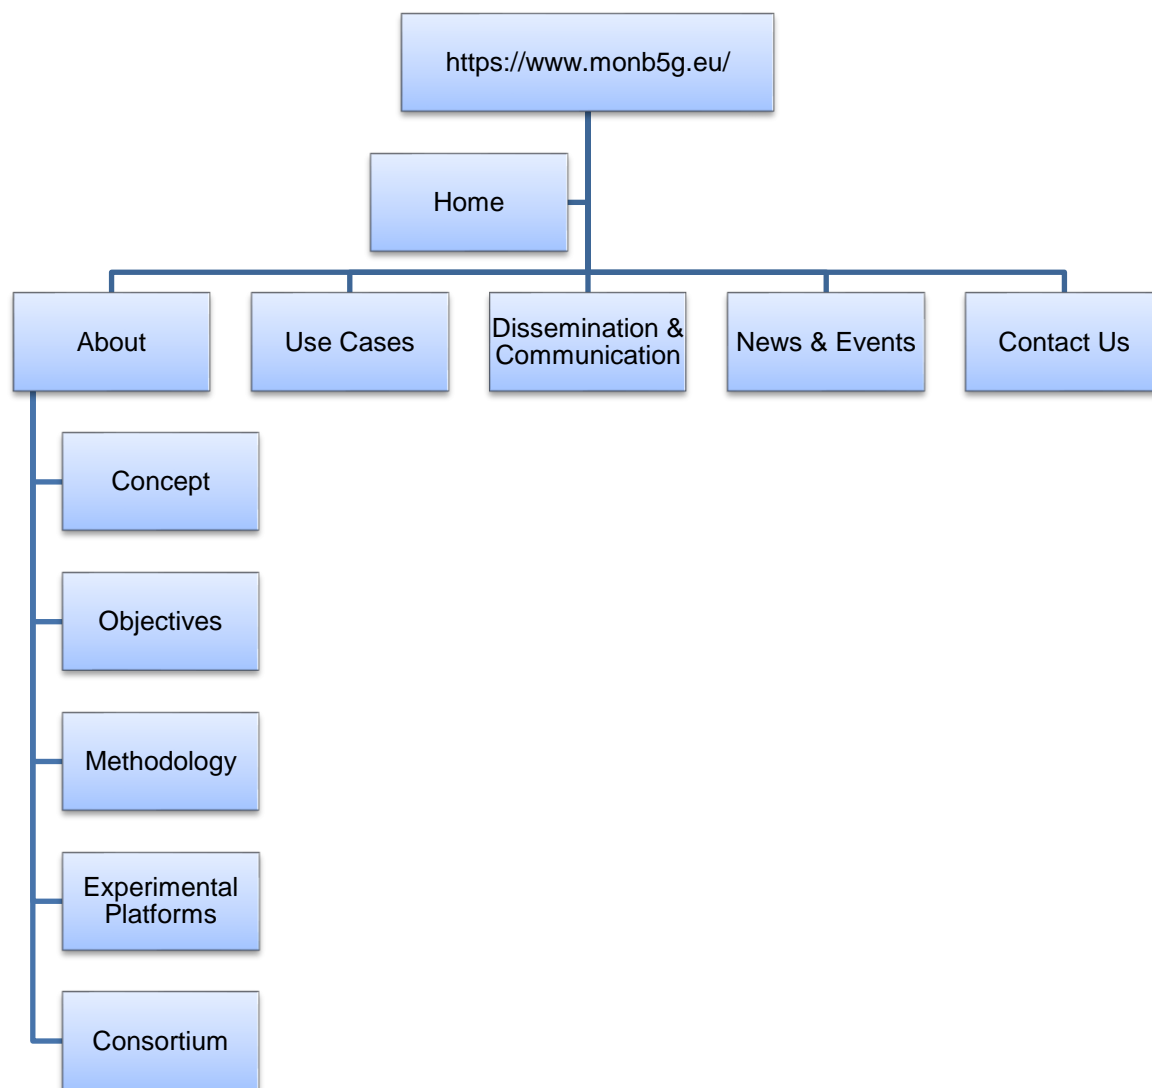 https://www.monb5g.eu/
Home
About
Use Cases
Dissemination &
Communication
News & Events
Contact Us
Concept
Objectives
Methodology
Experimental
Platforms
Consortium